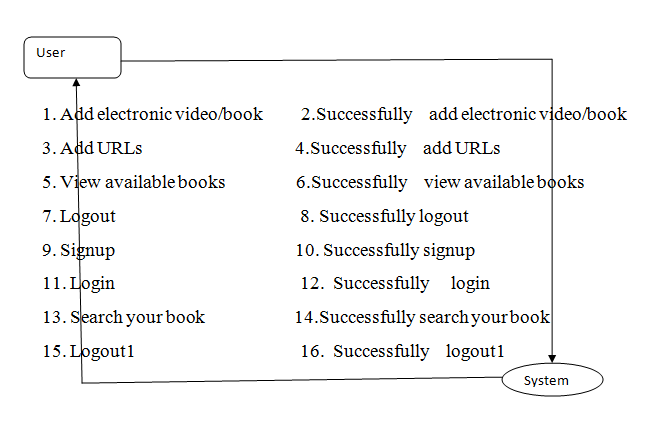 User
1. Add electronic video/book 2.Successfully add electronic video/book
3. Add URLs 4.Successfully add URLs
5. View available books 6.Successfully view available books
7. Logout 8. Successfully logout
9. Signup 10. Successfully signup
11. Login 12. Successfully login
13. Search your book 14.Successfully search your book
15. Logout1 16. Successfully logout1
System